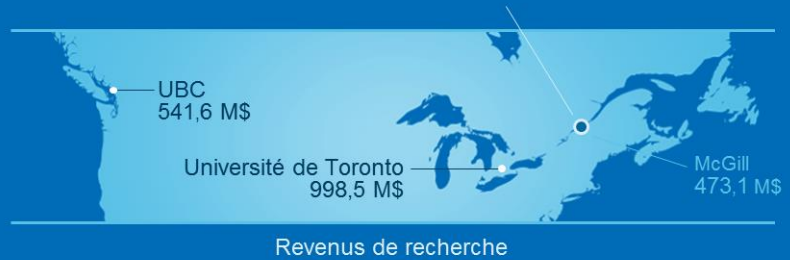 UBC
541,6 M$
Université de Toronto
998,5 M$
McGill
473,1 M$
Revenus de recherche